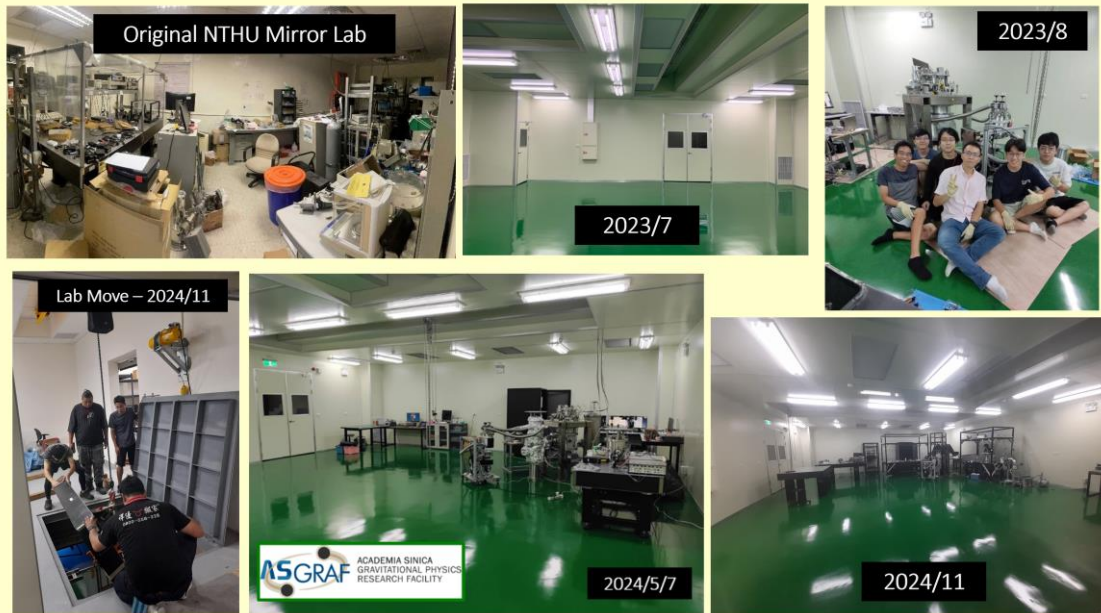 Original NTHU Mirror Lab
2023/7
2023/8
Lab Move – 2024/11
ASGRAF
ACADEMIA SINICA
GRAVITATIONAL PHYSICS
RESEARCH FACILITY
2024/5/7
2024/11